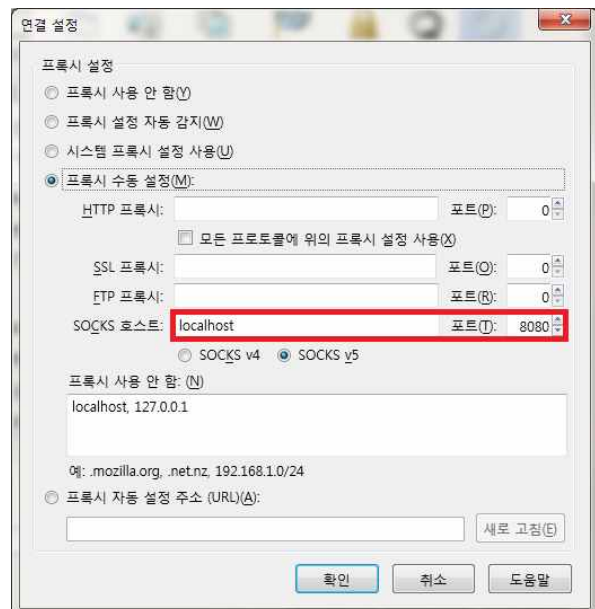 연결 설정
프록시 설정
프록시 사용 안 함(Y)
프록시 설정 자동 감지(W)
시스템 프록시 설정 사용(U)
프록시 수동 설정(M):
HTTP 프록시: 포트(P): 0
모든 프로토콜에 위의 프록시 설정 사용(X)
SSL 프록시: 포트(O): 0
FTP 프록시: 포트(R): 0
SOCKS 호스트: localhost 포트(T): 8080
SOCKS v4 SOCKS v5
프록시 사용 안 함: (N)
localhost, 127.0.0.1
예: .mozilla.org, .net.nz, 192.168.1.0/24
프록시 자동 설정 주소 (URL)(A):
새로 고침(E)
확인 취소 도움말